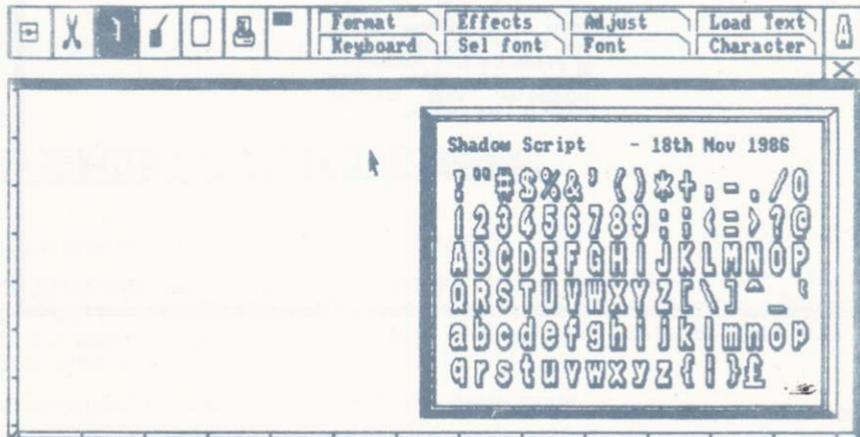 Format Effects Adjust Load Text
Keyboard Sel font Font Character
Shadow Script - 18th Nov 1986
!"#$%&'()*+,-./0
123456789:;<=>?@
ABCDEFGHIJKLMNOP
QRSTUVWXYZ[\]^_`
abcdefghijklmnop
qrstuvwxyz{|}£